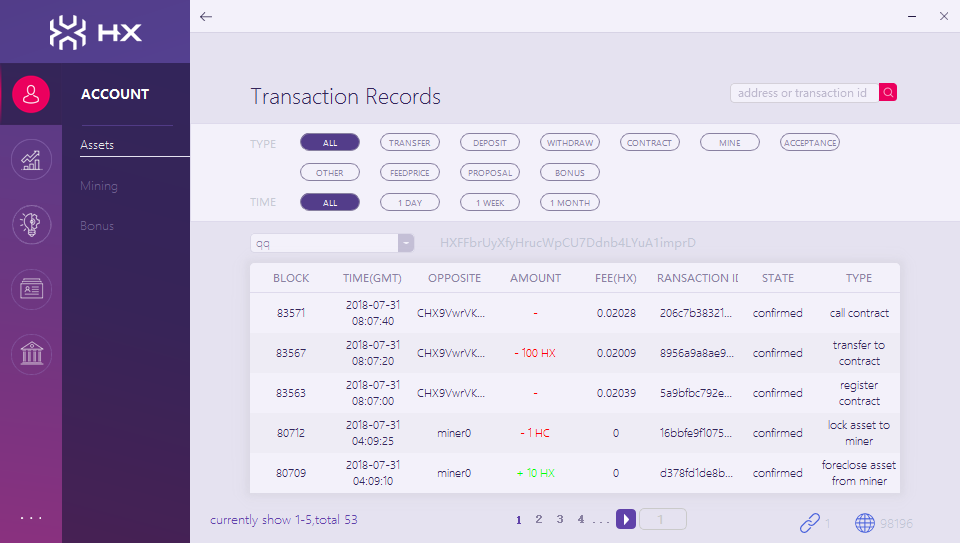 HX
ACCOUNT
Assets
Mining
Bonus
...
Transaction Records
address or transaction id
TYPE ALL TRANSFER DEPOSIT WITHDRAW CONTRACT MINE ACCEPTANCE
OTHER FEEDPRICE PROPOSAL BONUS
TIME ALL 1 DAY 1 WEEK 1 MONTH
qq HXFFbrUyXfyHrucWpCU7Ddnb4LYuA1imprD
BLOCK TIME(GMT) OPPOSITE AMOUNT FEE(HX) RANSACTION II STATE TYPE
83571 2018-07-31 08:07:40 CHX9VwrVK... - 0.02028 206c7b38321... confirmed call contract
83567 2018-07-31 08:07:20 CHX9VwrVK... - 100 HX 0.02009 8956a9a8ae9... confirmed transfer to contract
83563 2018-07-31 08:07:00 CHX9VwrVK... - 0.02039 5a9bfbc792e... confirmed register contract
80712 2018-07-31 04:09:25 miner0 - 1 HC 0 16bbfe9f1075... confirmed lock asset to miner
80709 2018-07-31 04:09:10 miner0 + 10 HX 0 d378fd1de8b... confirmed foreclose asset from miner
currently show 1-5,total 53 1 2 3 4 ... 1
1 98196